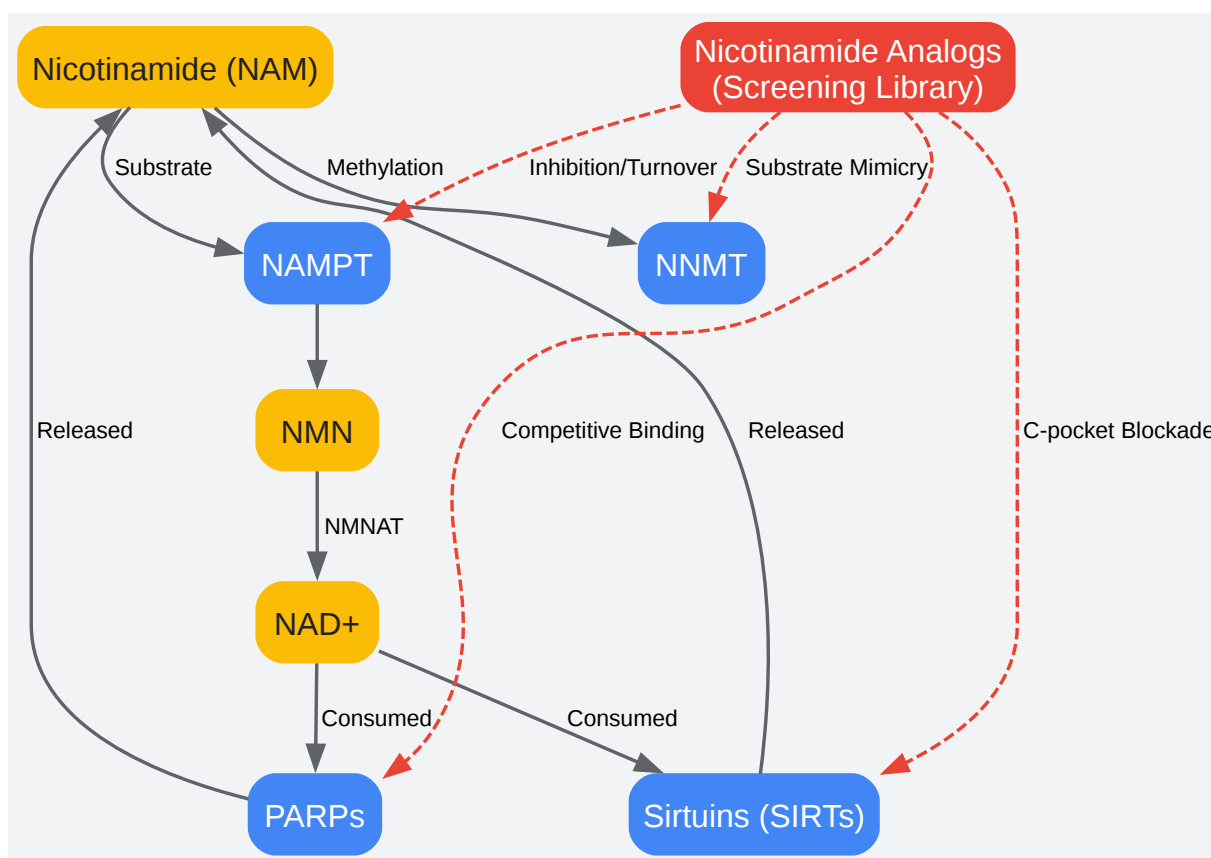 Nicotinamide (NAM)
Nicotinamide Analogs
(Screening Library)
Substrate
Methylation
Inhibition/Turnover
Substrate Mimicry
NAMPT
NNMT
NMN
Released
Competitive Binding
Released
C-pocket Blockade
NMNAT
NAD+
Consumed
Consumed
PARPs
Sirtuins (SIRTs)